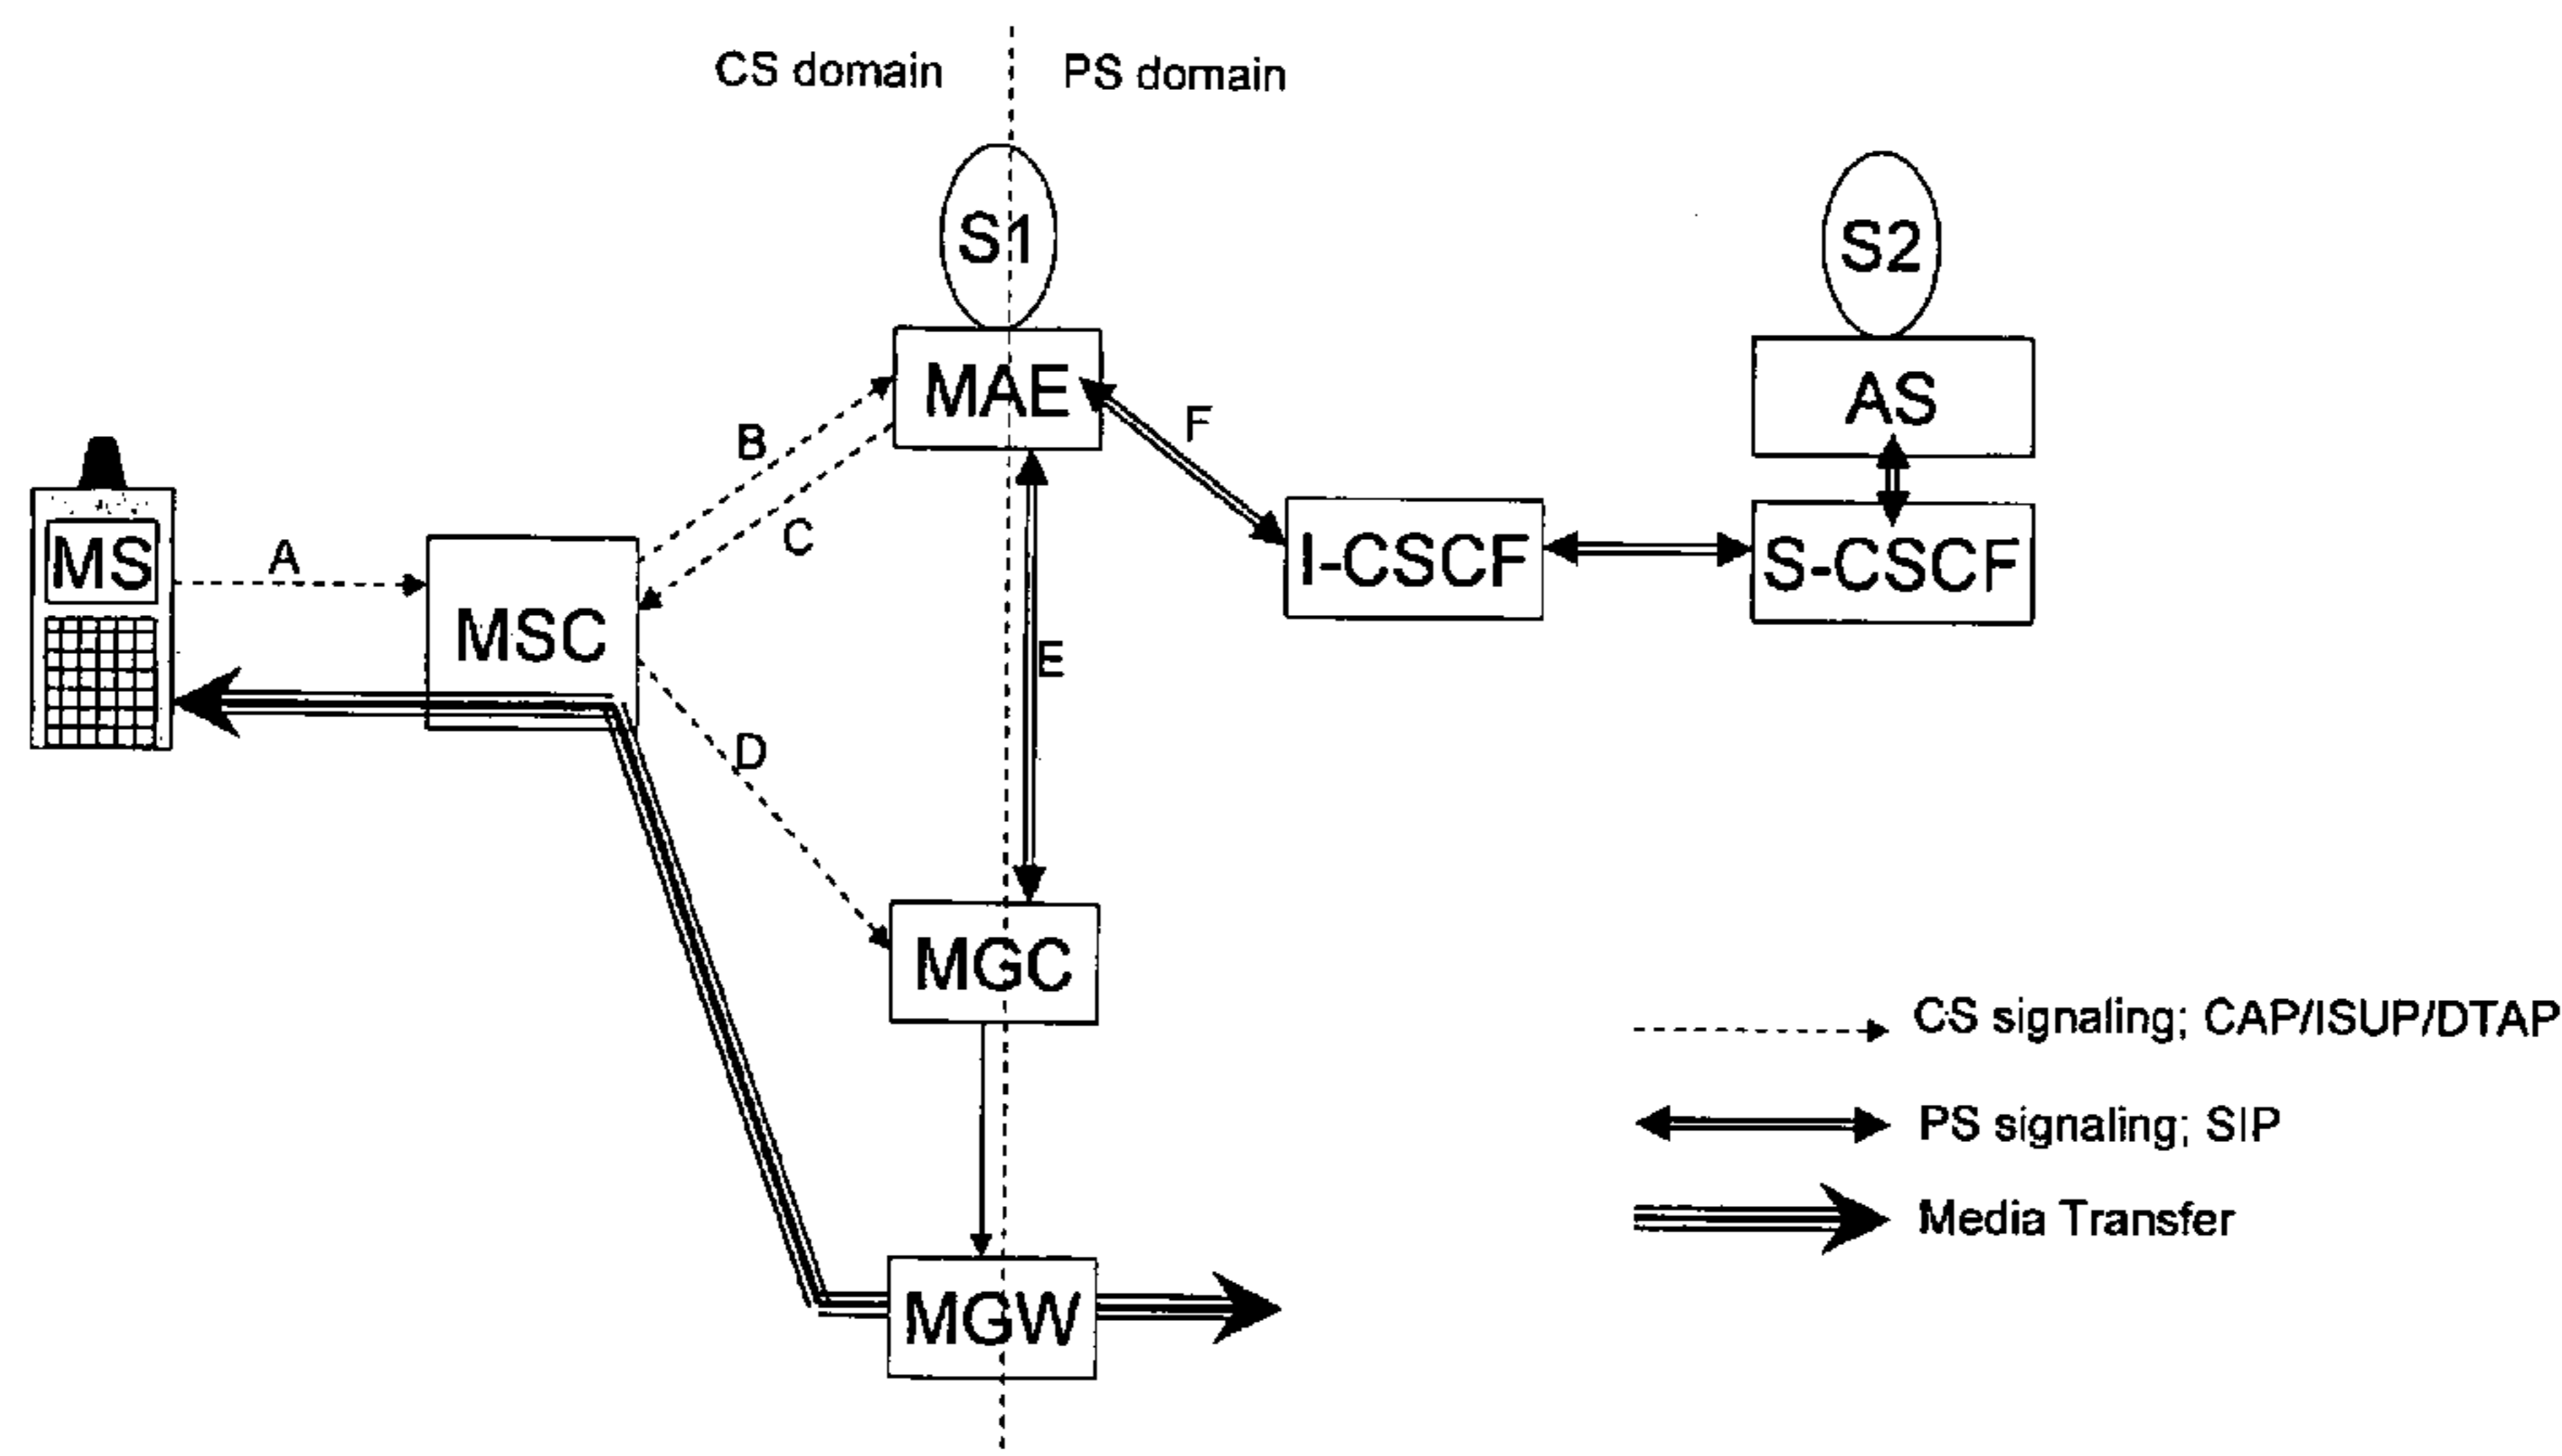 CS domain
PS domain
S1
S2
MAE
AS
B
F
C
MS
A
MSC
I-CSCF
S-CSCF
E
D
MGC
CS signaling; CAP/ISUP/DTAP
PS signaling; SIP
Media Transfer
MGW